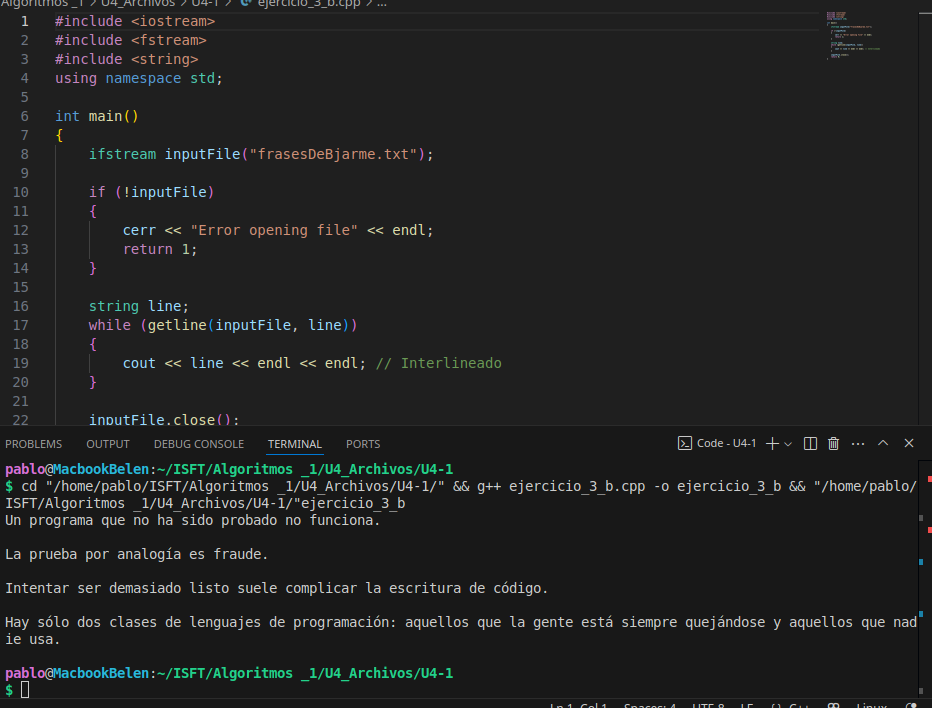 Algoritmos _1 > U4_Archivos > U4-1 > ejercicio_3_b.cpp > ...
1 #include <iostream>
2 #include <fstream>
3 #include <string>
4 using namespace std;
5
6 int main()
7 {
8 ifstream inputFile("frasesDeBjarme.txt");
9
10 if (!inputFile)
11 {
12 cerr << "Error opening file" << endl;
13 return 1;
14 }
15
16 string line;
17 while (getline(inputFile, line))
18 {
19 cout << line << endl << endl; // Interlineado
20 }
21
22 inputFile.close();
PROBLEMS OUTPUT DEBUG CONSOLE TERMINAL PORTS Code - U4-1
pablo@MacbookBelen:~/ISFT/Algoritmos _1/U4_Archivos/U4-1
$ cd "/home/pablo/ISFT/Algoritmos _1/U4_Archivos/U4-1/" && g++ ejercicio_3_b.cpp -o ejercicio_3_b && "/home/pablo/
ISFT/Algoritmos _1/U4_Archivos/U4-1/"ejercicio_3_b
Un programa que no ha sido probado no funciona.
La prueba por analogía es fraude.
Intentar ser demasiado listo suele complicar la escritura de código.
Hay sólo dos clases de lenguajes de programación: aquellos que la gente está siempre quejándose y aquellos que nad
ie usa.
pablo@MacbookBelen:~/ISFT/Algoritmos _1/U4_Archivos/U4-1
$
Ln 1, Col 1 Spaces: 4 UTF-8 LF {} C++ Linux